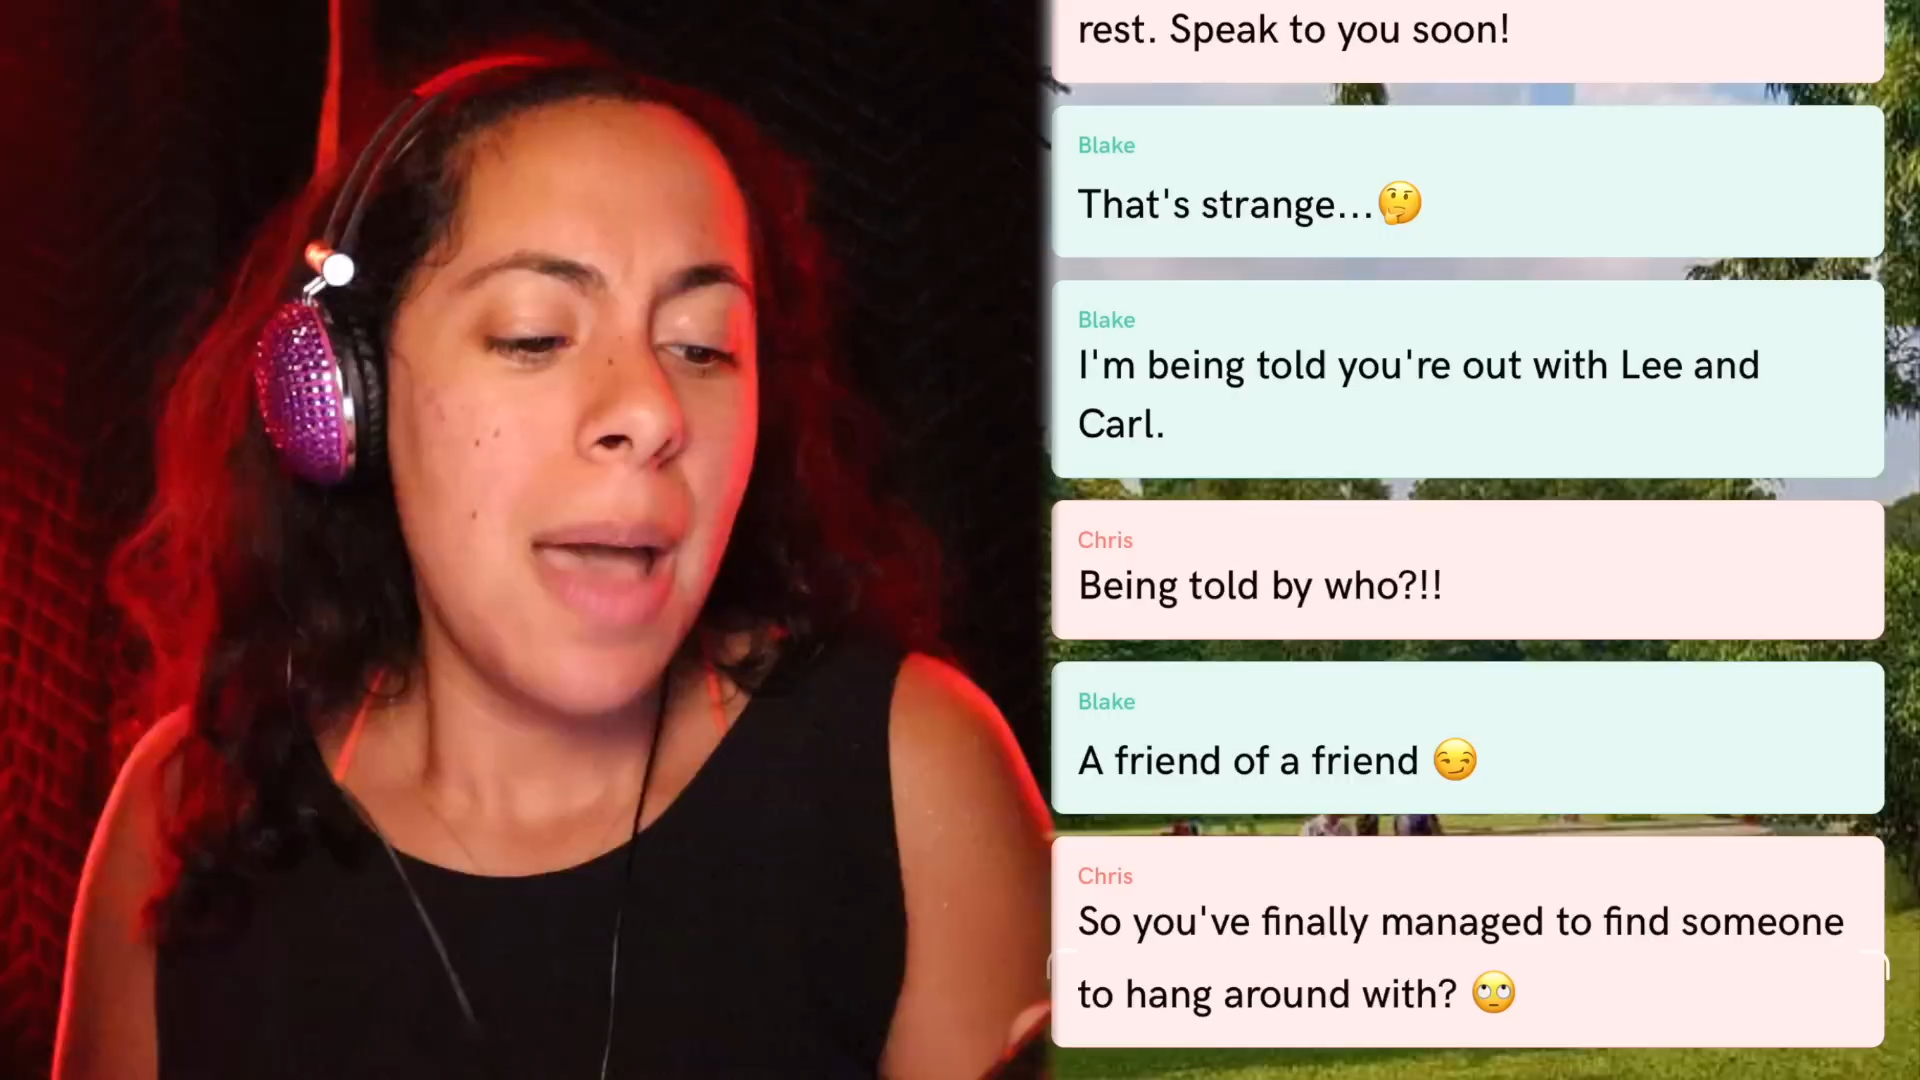 rest. Speak to you soon!
Blake
That's strange...🤔
Blake
I'm being told you're out with Lee and
Carl.
Chris
Being told by who?!!
Blake
A friend of a friend 😏
Chris
So you've finally managed to find someone
to hang around with? 🙄